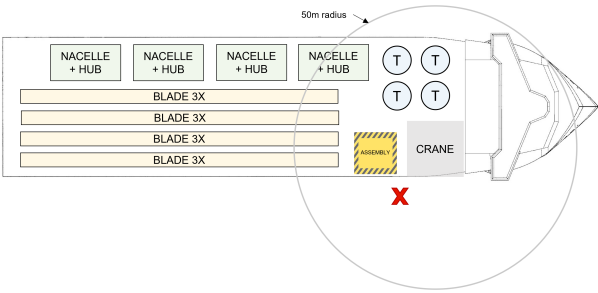 50m radius
NACELLE
+ HUB
NACELLE
+ HUB
NACELLE
+ HUB
NACELLE
+ HUB
T
T
T
T
BLADE 3X
BLADE 3X
BLADE 3X
BLADE 3X
ASSEMBLY
CRANE
X